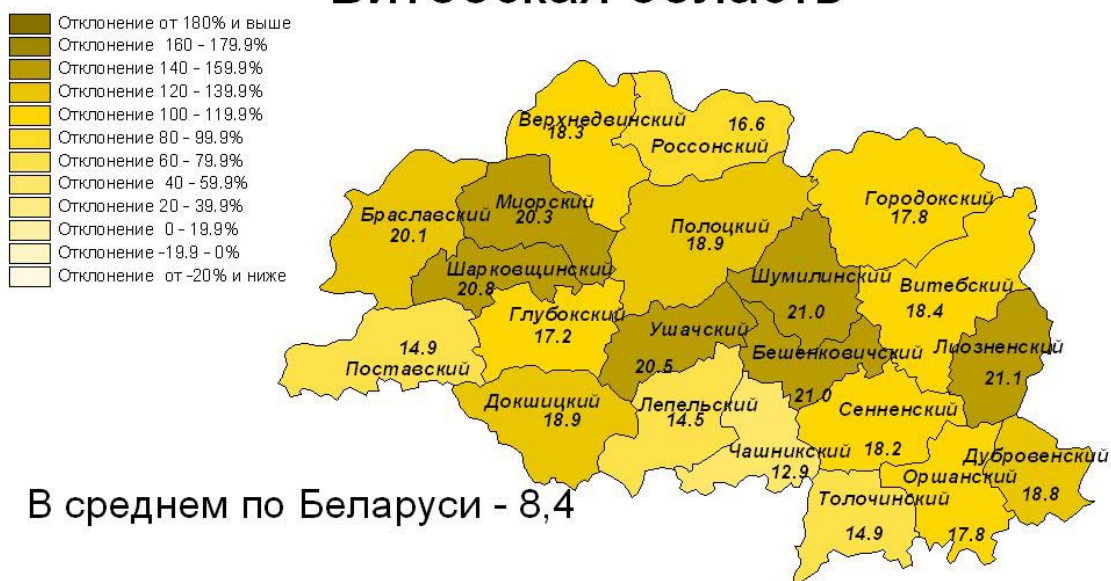 Витебская область
Отклонение от 180% и выше
Отклонение 160 - 179.9%
Отклонение 140 - 159.9%
Отклонение 120 - 139.9%
Отклонение 100 - 119.9%
Отклонение 80 - 99.9%
Отклонение 60 - 79.9%
Отклонение 40 - 59.9%
Отклонение 20 - 39.9%
Отклонение 0 - 19.9%
Отклонение -19.9 - 0%
Отклонение от -20% и ниже
Верхнедвинский
18.3
16.6
Россонский
Городокский
17.8
Миорский
20.3
Браславский
20.1
Полоцкий
18.9
Шарковщинский
20.8
Шумилинский
21.0
Витебский
18.4
Глубокский
17.2
Ушачский
20.5
Бешенковичский
21.0
Лиозненский
21.1
14.9
Поставский
Докшицкий
18.9
Лепельский
14.5
Сенненский
18.2
Чашникский
12.9
Дубровенский
18.8
Оршанский
17.8
Толочинский
14.9
В среднем по Беларуси - 8,4